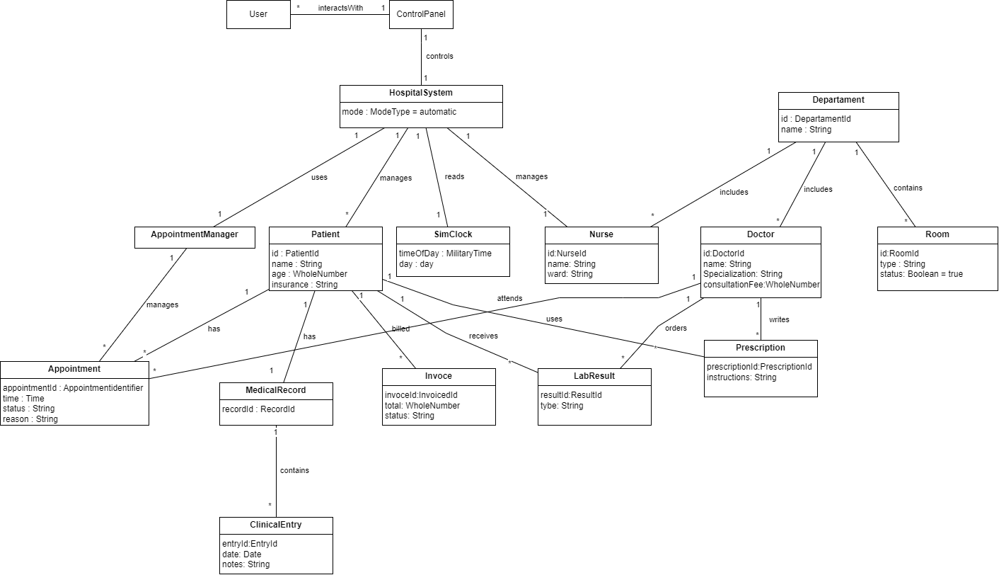 User
*
interactsWith
1
ControlPanel
1
controls
1
HospitalSystem
mode : ModeType = automatic
Departament
id : DepartamentId
name : String
1
1
1
1
1
1
1
uses
manages
reads
manages
includes
includes
contains
1
*
1
1
*
*
*
AppointmentManager
Patient
id : PatientId
name : String
age : WholeNumber
insurance : String
SimClock
timeOfDay : MilitaryTime
day : day
Nurse
id:NurseId
name: String
ward: String
Doctor
id:DoctorId
name: String
Specialization: String
consultationFee:WholeNumber
Room
id:RoomId
type : String
status: Boolean = true
1
1
1
1
1
1
1
1
1
manages
has
has
billed
receives
attends
uses
orders
writes
*
*
*
1
*
*
*
*
*
Appointment
appointmentId : Appointmentidentifier
time : Time
status : String
reason : String
MedicalRecord
recordId : RecordId
Invoce
invoceId:InvoicedId
total: WholeNumber
status: String
LabResult
resultId:ResultId
tybe: String
Prescription
prescriptionId:PrescriptionId
instructions: String
1
contains
*
ClinicalEntry
entryId:EntryId
date: Date
notes: String